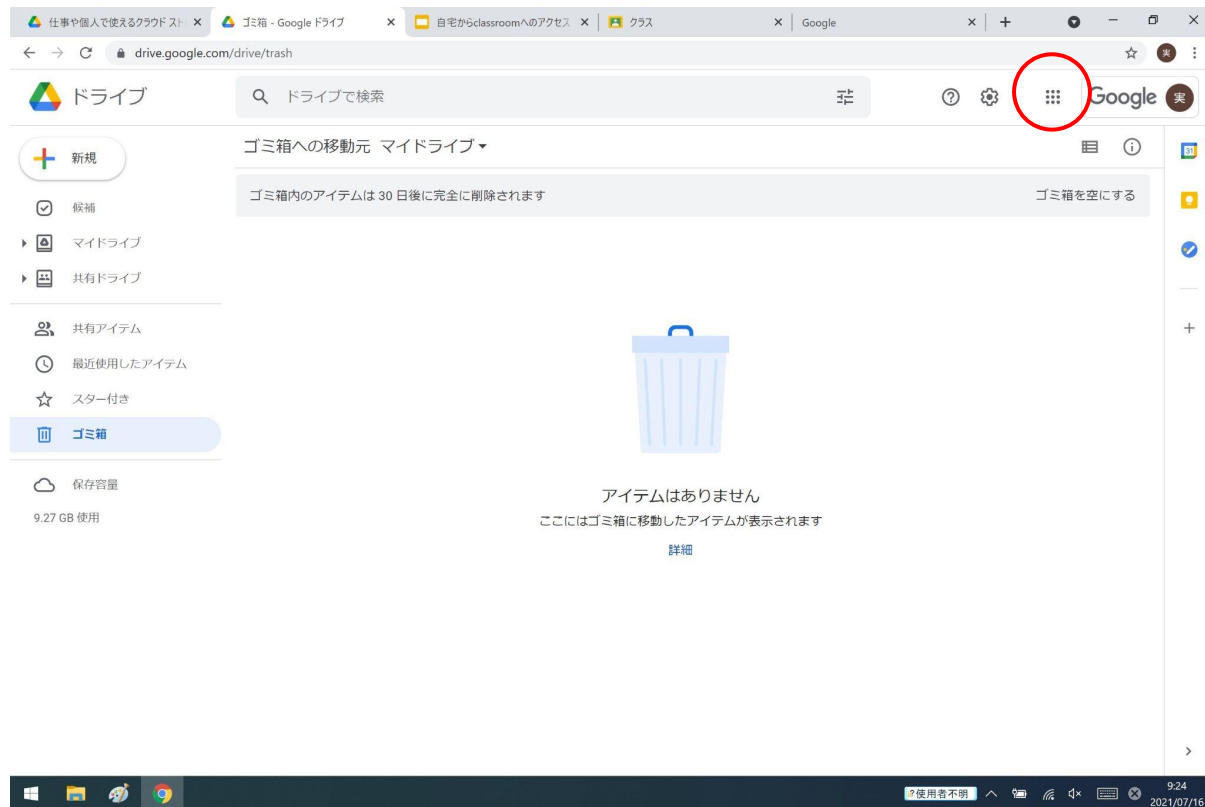 仕事や個人で使えるクラウド スト
ゴミ箱 - Google ドライブ
自宅からclassroomへのアクセス
クラス
Google
drive.google.com/drive/trash
実
ドライブ
ドライブで検索
Google
実
新規
ゴミ箱への移動元 マイドライブ
31
ゴミ箱内のアイテムは 30 日後に完全に削除されます
ゴミ箱を空にする
候補
マイドライブ
共有ドライブ
共有アイテム
最近使用したアイテム
スター付き
ゴミ箱
保存容量
9.27 GB 使用
アイテムはありません
ここにはゴミ箱に移動したアイテムが表示されます
詳細
使用者不明
9:24
2021/07/16